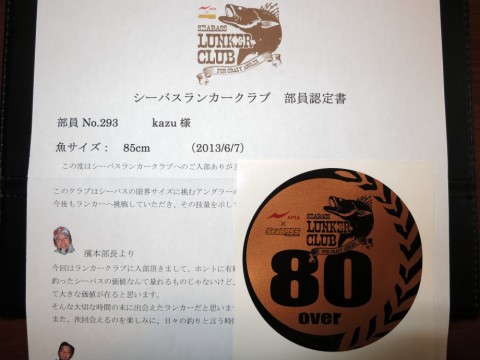 APIA
×
SEABASS
LUNKER
CLUB
FOR CRAZY ANGLER
シーバスランカークラブ 部員認定書
部員 No.293 kazu 様
魚サイズ： 85cm （2013/6/7）
この度はシーバスランカークラブへのご入部ありが
このクラブはシーバスの限界サイズに挑むアングラーの
今後もランカーへ挑戦していただき、その技量を示して
濱本部長より
今回はランカークラブに入部頂きまして、ホントに有
釣ったシーバスの価値なんて量れるものじゃないけど、
て大きな価値が在ると思います。
そんな大切な時間の末に出会えたランカーだと思いま
また、次回会えるのを楽しみに、日々の釣りと言う時
APIA
×
SEABASS
SEABASS
LUNKER
CLUB
FOR CRAZY ANGLER
80
over